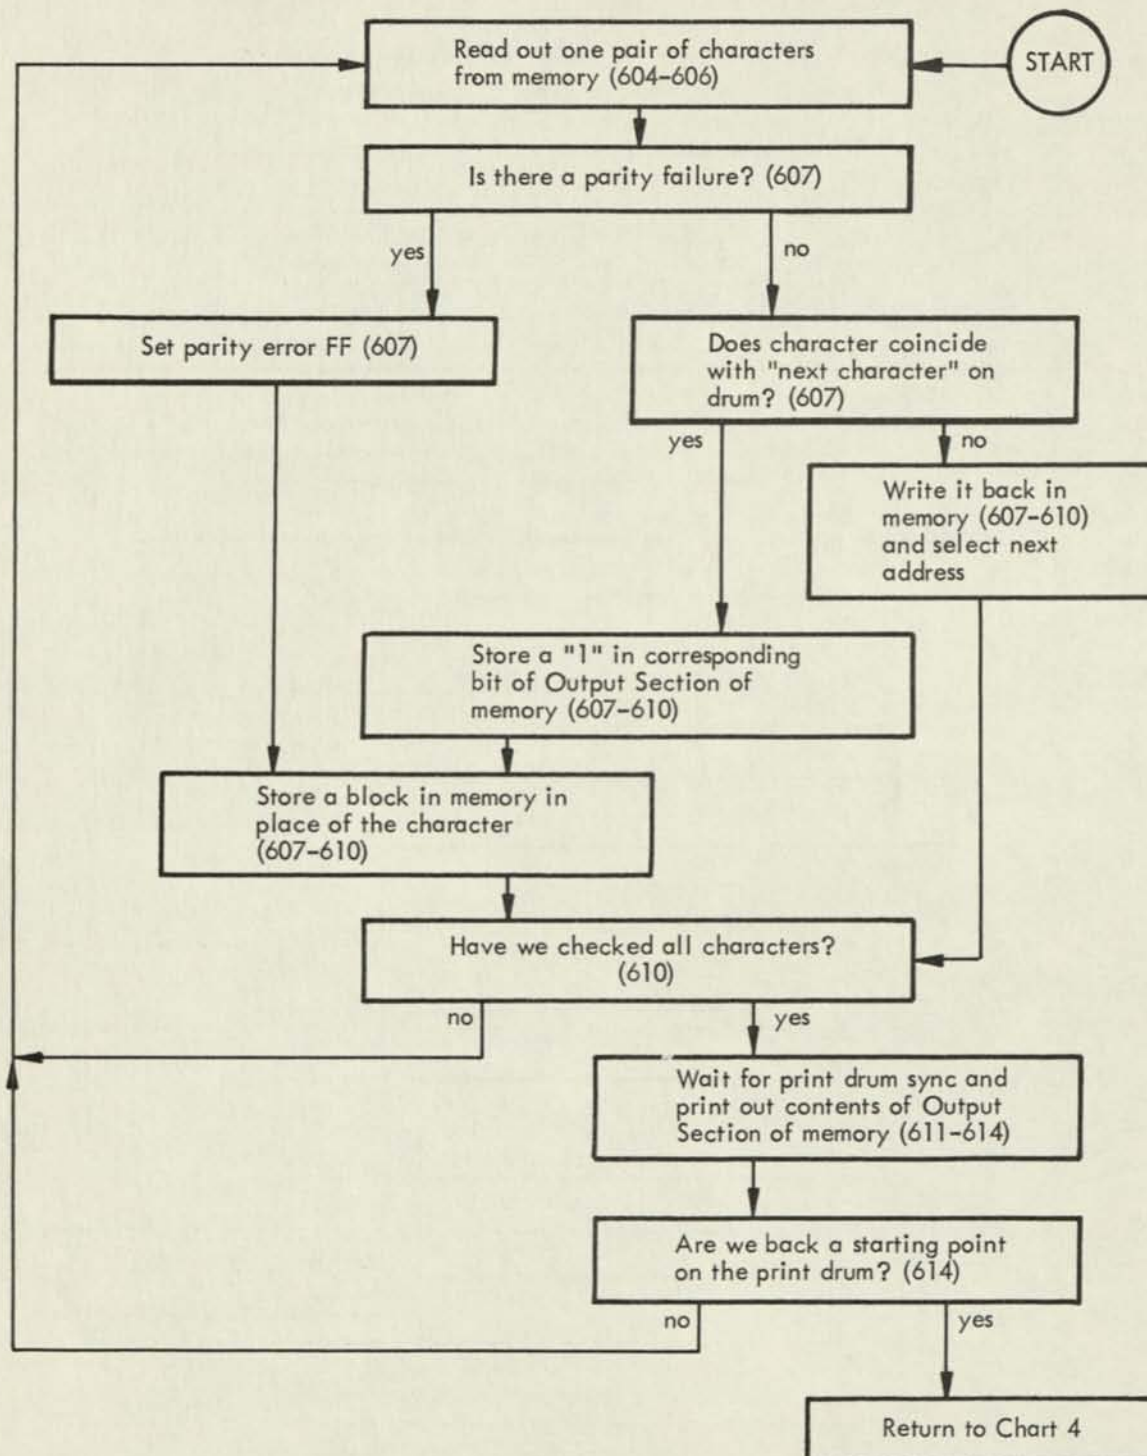 Read out one pair of characters
from memory (604-606)
START
Is there a parity failure? (607)
yes
no
Set parity error FF (607)
Does character coincide
with "next character" on
drum? (607)
yes
no
Write it back in
memory (607-610)
and select next
address
Store a "1" in corresponding
bit of Output Section of
memory (607-610)
Store a block in memory in
place of the character
(607-610)
Have we checked all characters?
(610)
no
yes
Wait for print drum sync and
print out contents of Output
Section of memory (611-614)
Are we back a starting point
on the print drum? (614)
no
yes
Return to Chart 4